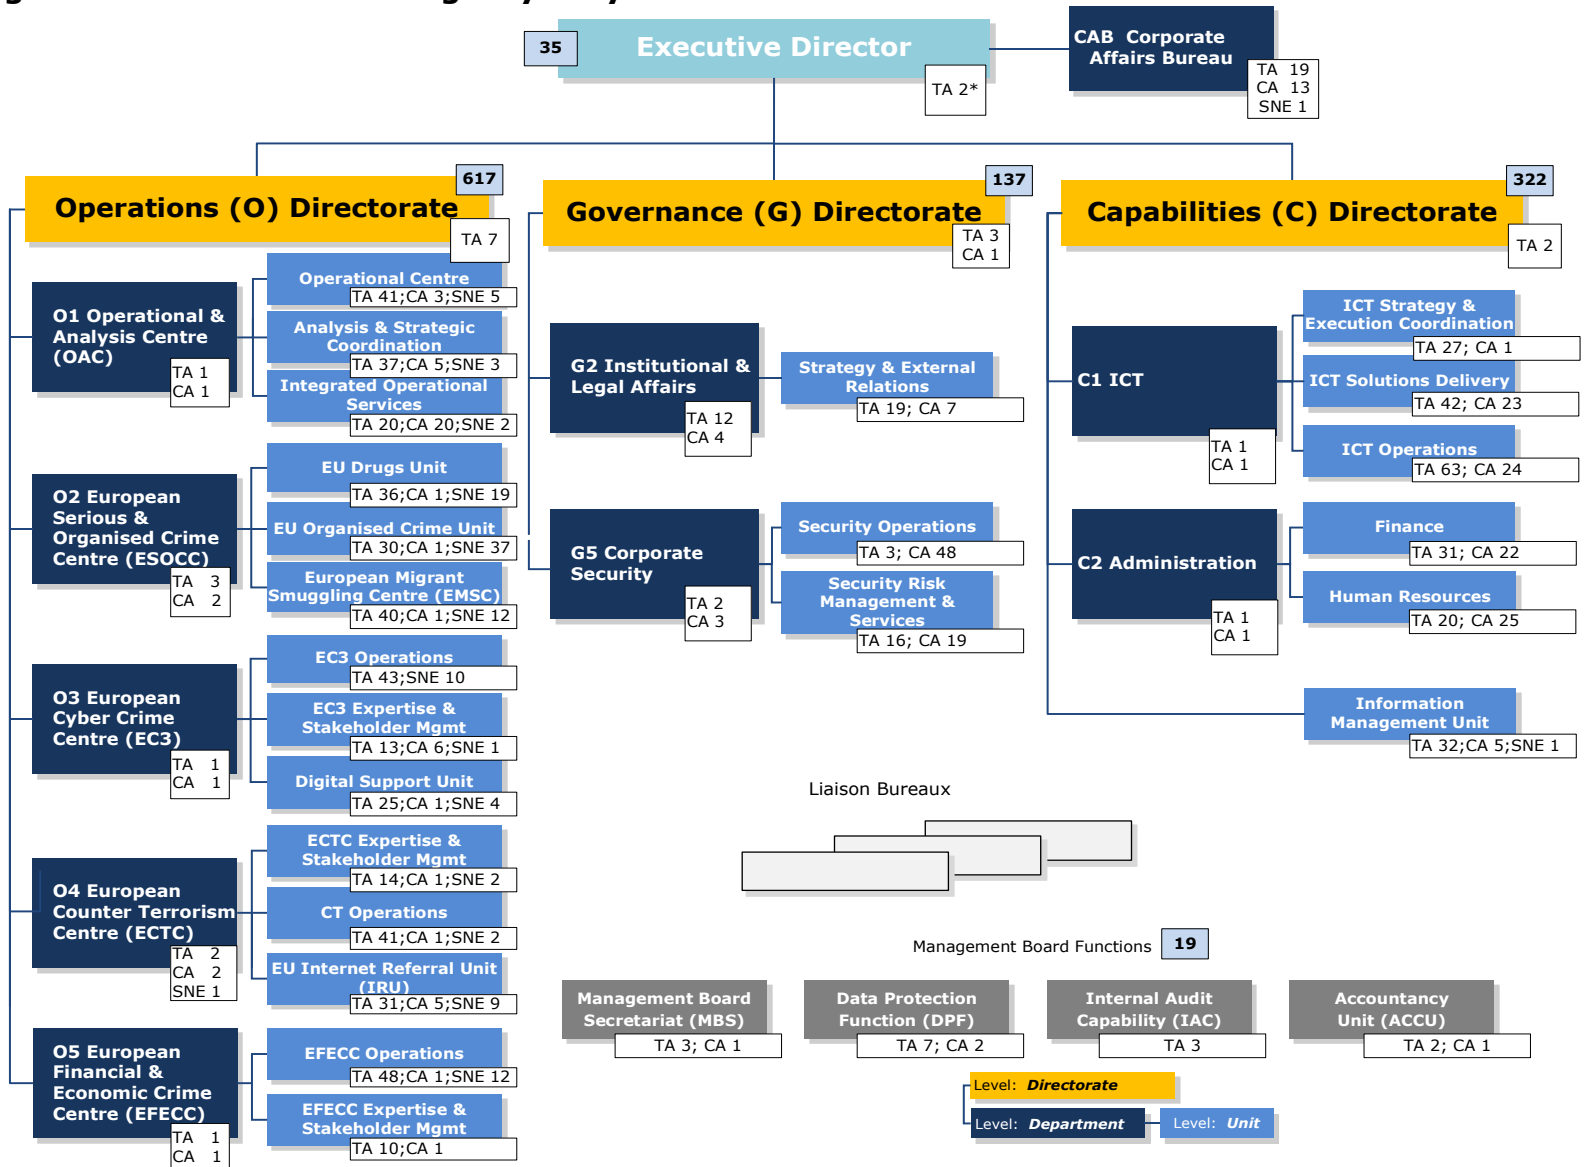 35
Executive Director
TA 2*
CAB Corporate
Affairs Bureau
TA 19
CA 13
SNE 1
617
Operations (O) Directorate
TA 7
137
Governance (G) Directorate
TA 3
CA 1
322
Capabilities (C) Directorate
TA 2
O1 Operational &
Analysis Centre
(OAC)
TA 1
CA 1
Operational Centre
TA 41;CA 3;SNE 5
Analysis & Strategic
Coordination
TA 37;CA 5;SNE 3
Integrated Operational
Services
TA 20;CA 20;SNE 2
O2 European
Serious &
Organised Crime
Centre (ESOCC)
TA 3
CA 2
EU Drugs Unit
TA 36;CA 1;SNE 19
EU Organised Crime Unit
TA 30;CA 1;SNE 37
European Migrant
Smuggling Centre (EMSC)
TA 40;CA 1;SNE 12
O3 European
Cyber Crime
Centre (EC3)
TA 1
CA 1
EC3 Operations
TA 43;SNE 10
EC3 Expertise &
Stakeholder Mgmt
TA 13;CA 6;SNE 1
Digital Support Unit
TA 25;CA 1;SNE 4
O4 European
Counter Terrorism
Centre (ECTC)
TA 2
CA 2
SNE 1
ECTC Expertise &
Stakeholder Mgmt
TA 14;CA 1;SNE 2
CT Operations
TA 41;CA 1;SNE 2
EU Internet Referral Unit
(IRU)
TA 31;CA 5;SNE 9
O5 European
Financial &
Economic Crime
Centre (EFECC)
TA 1
CA 1
EFECC Operations
TA 48;CA 1;SNE 12
EFECC Expertise &
Stakeholder Mgmt
TA 10;CA 1
G2 Institutional &
Legal Affairs
TA 12
CA 4
Strategy & External
Relations
TA 19; CA 7
G5 Corporate
Security
TA 2
CA 3
Security Operations
TA 3; CA 48
Security Risk
Management &
Services
TA 16; CA 19
C1 ICT
TA 1
CA 1
ICT Strategy &
Execution Coordination
TA 27; CA 1
ICT Solutions Delivery
TA 42; CA 23
ICT Operations
TA 63; CA 24
C2 Administration
TA 1
CA 1
Finance
TA 31; CA 22
Human Resources
TA 20; CA 25
Information
Management Unit
TA 32;CA 5;SNE 1
Liaison Bureaux
Management Board Functions
19
Management Board
Secretariat (MBS)
TA 3; CA 1
Data Protection
Function (DPF)
TA 7; CA 2
Internal Audit
Capability (IAC)
TA 3
Accountancy
Unit (ACCU)
TA 2; CA 1
Level: Directorate
Level: Department
Level: Unit